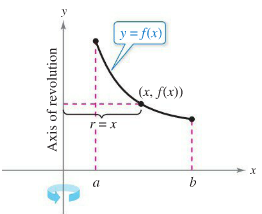 y
y = f(x)
Axis of revolution
(x, f(x))
r = x
x
a
b